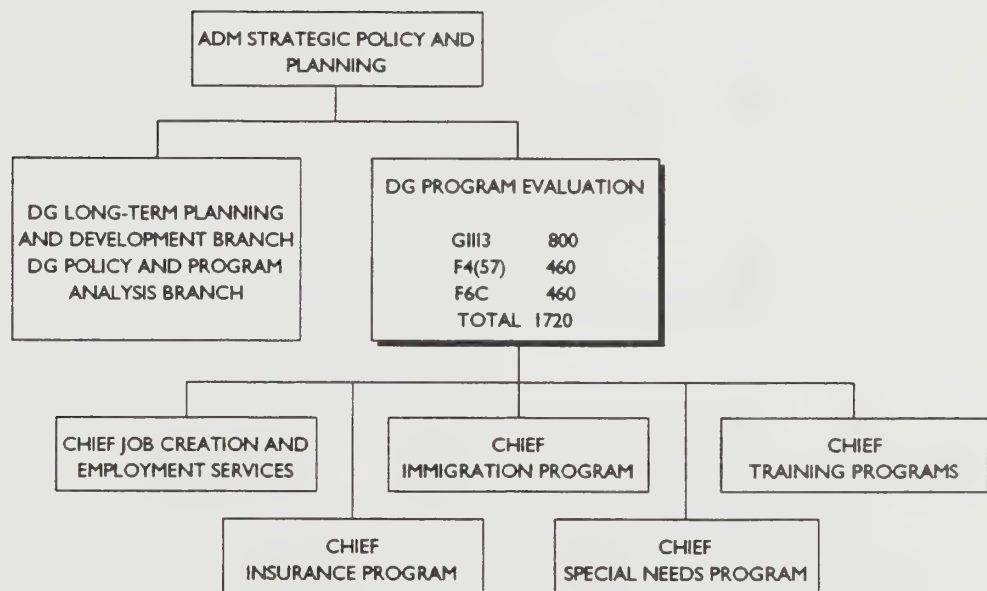 ADM STRATEGIC POLICY AND
PLANNING
DG LONG-TERM PLANNING
AND DEVELOPMENT BRANCH
DG POLICY AND PROGRAM
ANALYSIS BRANCH
DG PROGRAM EVALUATION
GIII3 800
F4(57) 460
F6C 460
TOTAL 1720
CHIEF JOB CREATION AND
EMPLOYMENT SERVICES
CHIEF
IMMIGRATION PROGRAM
CHIEF
TRAINING PROGRAMS
CHIEF
INSURANCE PROGRAM
CHIEF
SPECIAL NEEDS PROGRAM